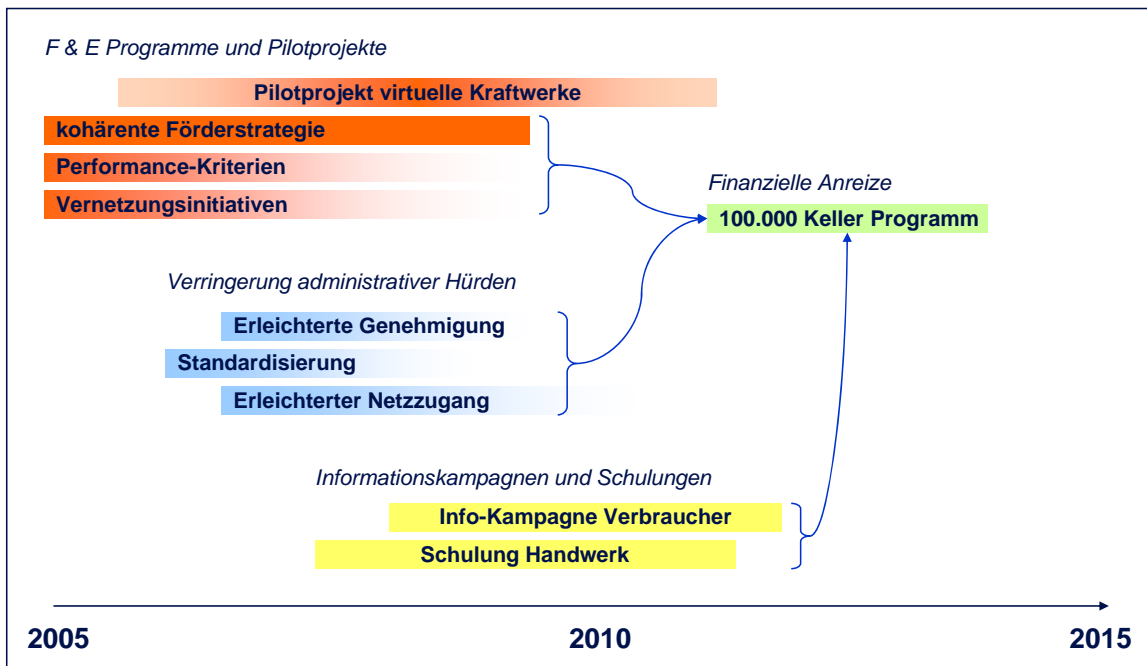 F & E Programme und Pilotprojekte
Pilotprojekt virtuelle Kraftwerke
kohärente Förderstrategie
Performance-Kriterien
Vernetzungsinitiativen
Finanzielle Anreize
100.000 Keller Programm
Verringerung administrativer Hürden
Erleichterte Genehmigung
Standardisierung
Erleichterter Netzzugang
Informationskampagnen und Schulungen
Info-Kampagne Verbraucher
Schulung Handwerk
2005 2010 2015